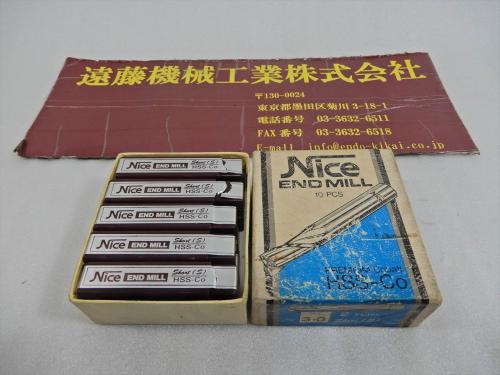 遠藤機械工業株式会社
〒130-0024
東京都墨田区菊川3-18-1
電話番号 03-3632-6511
FAX番号 03-3632-6518
E-mail info@endo-kikai.co.jp
Nice END MILL Short (S) HSS-Co
Nice END MILL Short (S) HSS-Co
Nice END MILL Short (S) HSS-Co
Nice END MILL Short (S) HSS-Co
Nice END MILL Short (S) HSS-Co
Nice
END MILL
10 PCS
HSS-Co
3.0